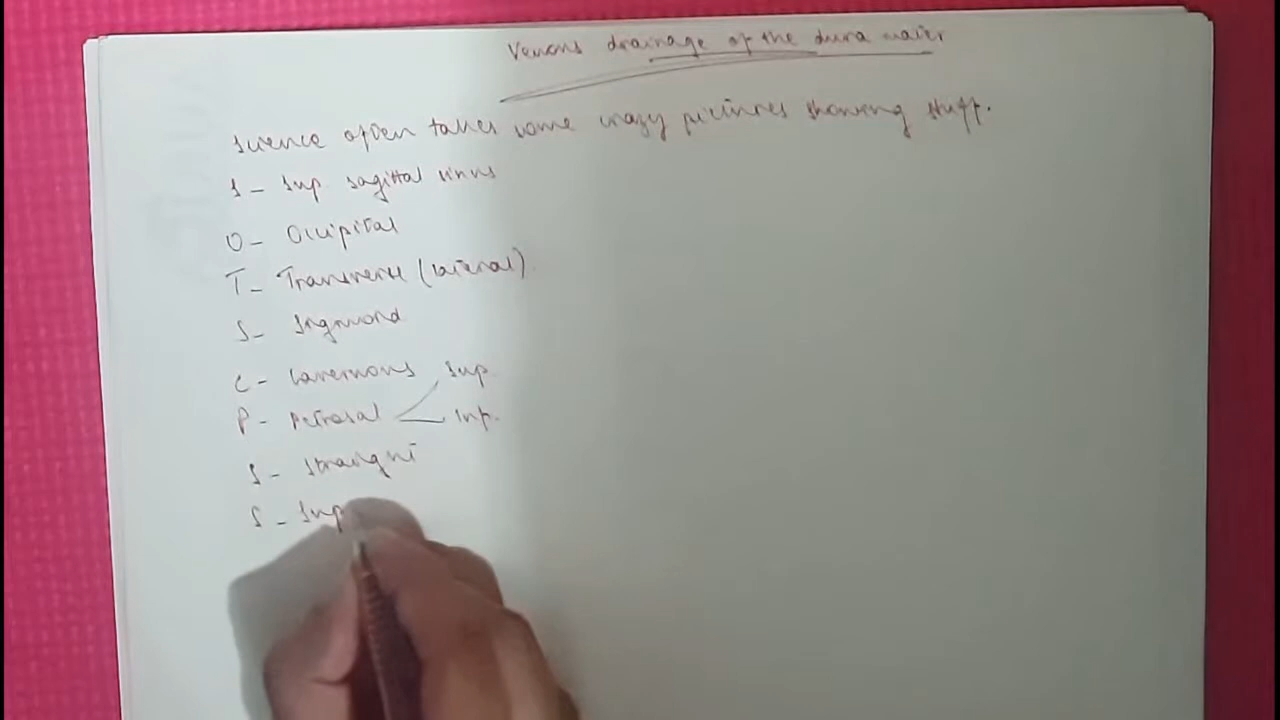 Venous drainage of the dura mater
Science often takes some crazy pictures showing stuff.
S - Sup sagittal sinus
O - Occipital
T - Transverse (lateral)
S - Sigmoid
C - Cavernous
P - Petrosal
Sup.
Inf.
S - Straight
S - Sup